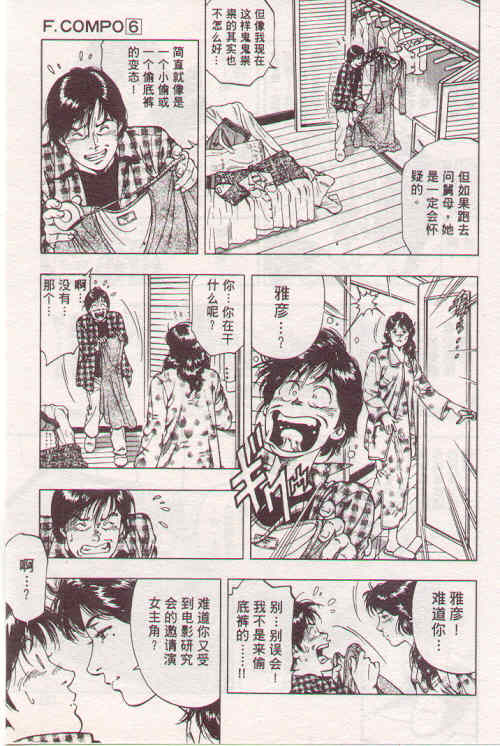 F. COMPO 6
但像我现在
这样鬼鬼祟
祟的其实也
不怎么好…
但如果跑去
问舅母，她
是一定会怀
疑的。
简直就像是
一个小偷或
一个偷底裤
的变态！
雅彦
…？
ギクッ
你…你在干
什么呢？
…
啊…
没有…
那个…
雅彦！
难道你…
别…别误会！
我不是来偷
底裤的……!!
难道你又受
到电影研究
会的邀请演
女主角？
啊…？